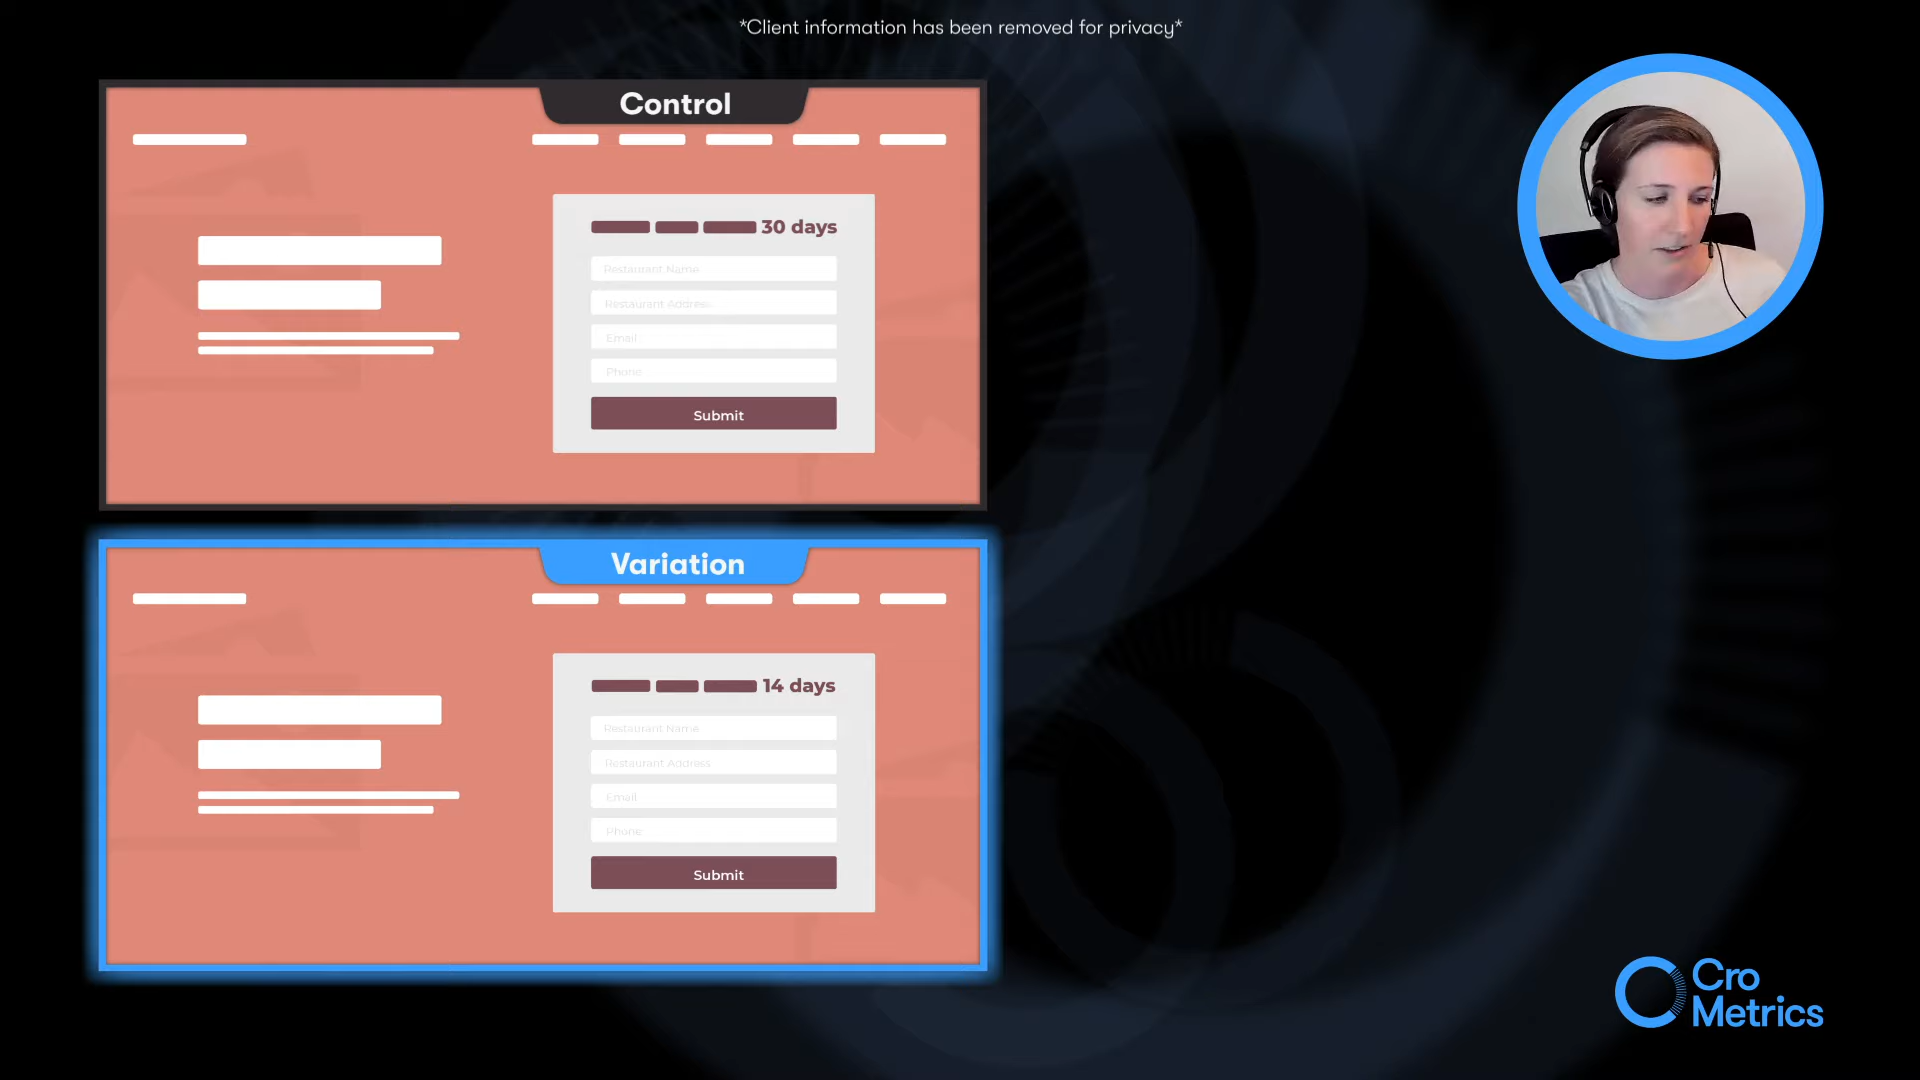 *Client information has been removed for privacy*
Control
30 days
Restaurant Name
Restaurant Address
Email
Phone
Submit
Variation
14 days
Restaurant Name
Restaurant Address
Email
Phone
Submit
Cro
Metrics